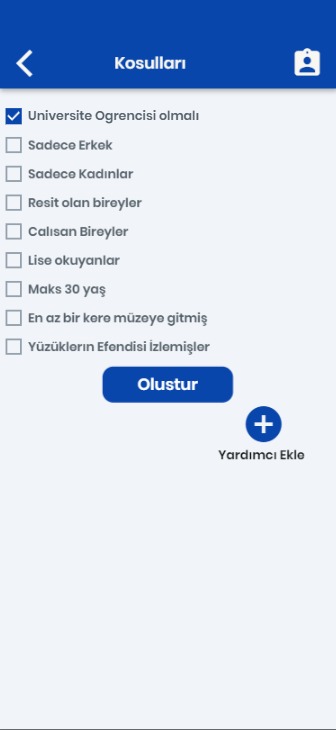 Kosulları
Universite Ogrencisi olmalı
Sadece Erkek
Sadece Kadınlar
Resit olan bireyler
Calısan Bireyler
Lise okuyanlar
Maks 30 yaş
En az bir kere müzeye gitmiş
Yüzüklerın Efendisi İzlemişler
Olustur
Yardımcı Ekle